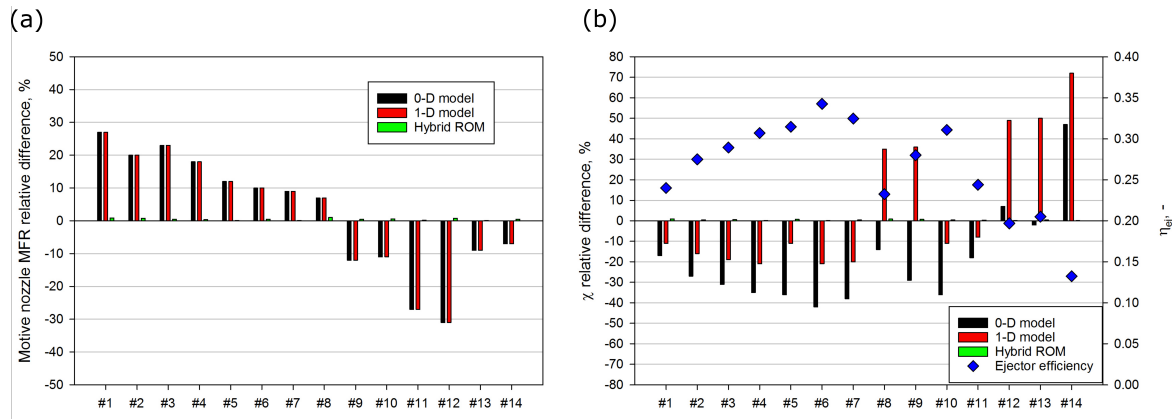 (a)
Motive nozzle MFR relative difference, %
50
40
30
20
10
0
-10
-20
-30
-40
-50
0-D model
1-D model
Hybrid ROM
#1 #2 #3 #4 #5 #6 #7 #8 #9 #10 #11 #12 #13 #14
(b)
χ relative difference, %
80
70
60
50
40
30
20
10
0
-10
-20
-30
-40
-50
-60
-70
-80
0.40
0.35
0.30
0.25
0.20
0.15
0.10
0.05
0.00
η_ej, -
0-D model
1-D model
Hybrid ROM
Ejector efficiency
#1 #2 #3 #4 #5 #6 #7 #8 #9 #10 #11 #12 #13 #14